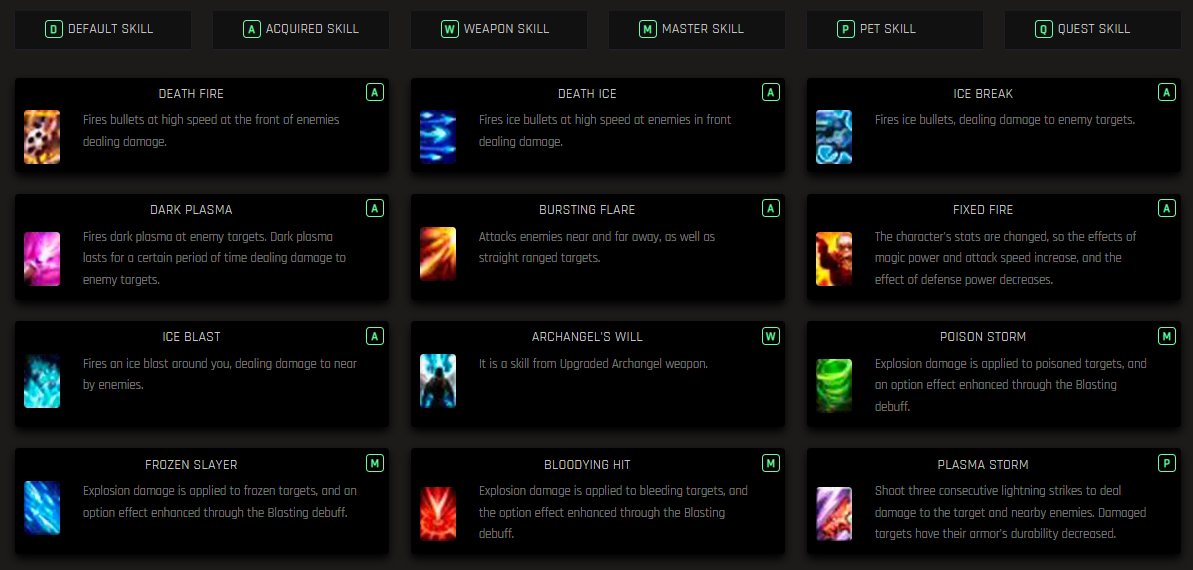 D DEFAULT SKILL
A ACQUIRED SKILL
W WEAPON SKILL
M MASTER SKILL
P PET SKILL
Q QUEST SKILL
DEATH FIRE A
Fires bullets at high speed at the front of enemies
dealing damage.
DEATH ICE A
Fires ice bullets at high speed at enemies in front
dealing damage.
ICE BREAK A
Fires ice bullets, dealing damage to enemy targets.
DARK PLASMA A
Fires dark plasma at enemy targets. Dark plasma
lasts for a certain period of time dealing damage to
enemy targets.
BURSTING FLARE A
Attacks enemies near and far away, as well as
straight ranged targets.
FIXED FIRE A
The character's stats are changed, so the effects of
magic power and attack speed increase, and the
effect of defense power decreases.
ICE BLAST A
Fires an ice blast around you, dealing damage to near
by enemies.
ARCHANGEL'S WILL W
It is a skill from Upgraded Archangel weapon.
POISON STORM M
Explosion damage is applied to poisoned targets, and
an option effect enhanced through the Blasting
debuff.
FROZEN SLAYER M
Explosion damage is applied to frozen targets, and an
option effect enhanced through the Blasting debuff.
BLOODYING HIT M
Explosion damage is applied to bleeding targets, and
the option effect enhanced through the Blasting
debuff.
PLASMA STORM P
Shoot three consecutive lightning strikes to deal
damage to the target and nearby enemies. Damaged
targets have their armor's durability decreased.